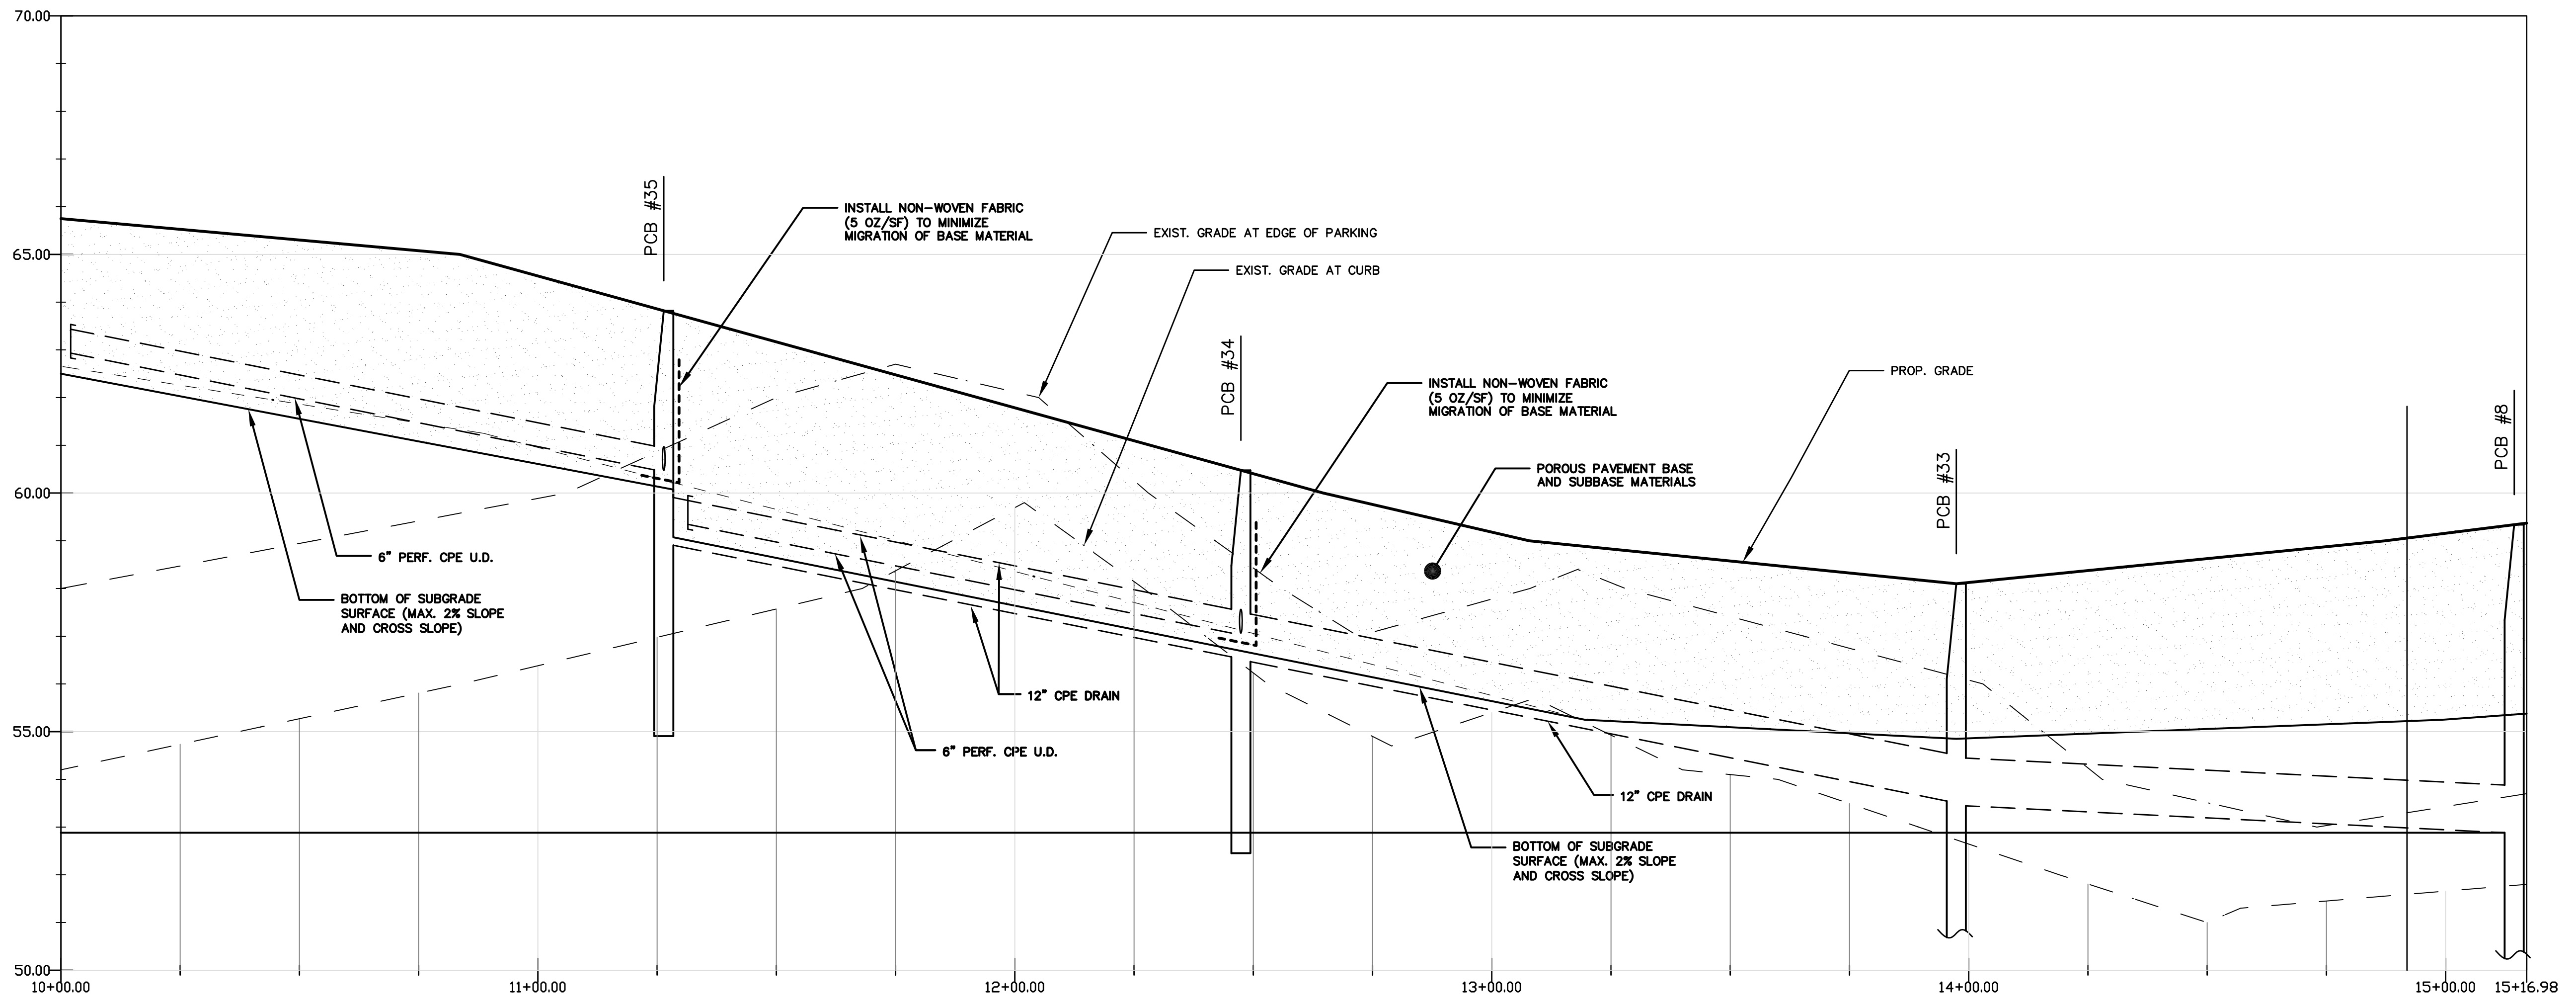 70.00
65.00
60.00
55.00
50.00
PCB #35
INSTALL NON-WOVEN FABRIC
(5 OZ/SF) TO MINIMIZE
MIGRATION OF BASE MATERIAL
EXIST. GRADE AT EDGE OF PARKING
EXIST. GRADE AT CURB
PCB #34
INSTALL NON-WOVEN FABRIC
(5 OZ/SF) TO MINIMIZE
MIGRATION OF BASE MATERIAL
PROP. GRADE
POROUS PAVEMENT BASE
AND SUBBASE MATERIALS
PCB #33
PCB #8
6" PERF. CPE U.D.
BOTTOM OF SUBGRADE
SURFACE (MAX. 2% SLOPE
AND CROSS SLOPE)
12" CPE DRAIN
6" PERF. CPE U.D.
12" CPE DRAIN
BOTTOM OF SUBGRADE
SURFACE (MAX. 2% SLOPE
AND CROSS SLOPE)
10+00.00
11+00.00
12+00.00
13+00.00
14+00.00
15+00.00
15+16.98